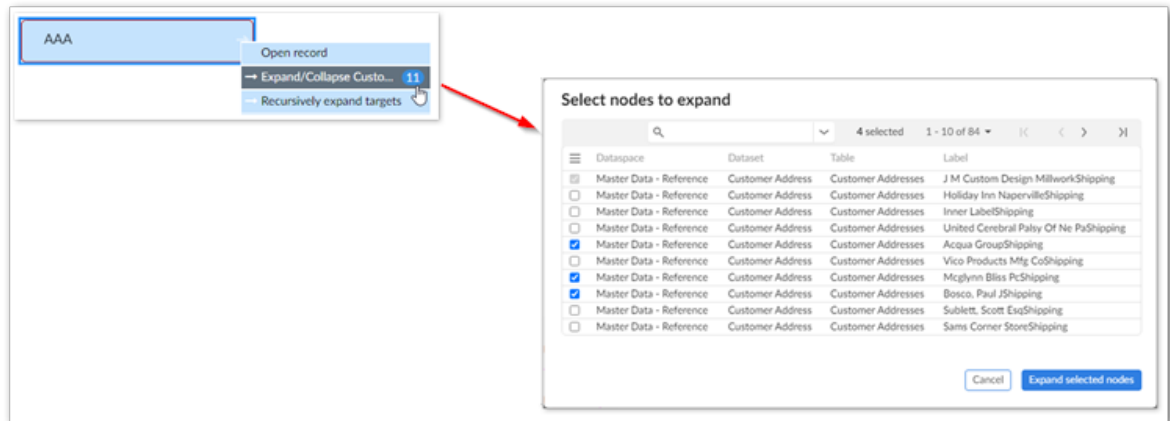 AAA
Open record
Expand/Collapse Custo... 11
Recursively expand targets
Select nodes to expand
4 selected 1 - 10 of 84
Dataspace Dataset Table Label
Master Data - Reference Customer Address Customer Addresses J M Custom Design MillworkShipping
Master Data - Reference Customer Address Customer Addresses Holiday Inn NapervilleShipping
Master Data - Reference Customer Address Customer Addresses Inner LabelShipping
Master Data - Reference Customer Address Customer Addresses United Cerebral Palsy Of Ne PaShipping
Master Data - Reference Customer Address Customer Addresses Acqua GroupShipping
Master Data - Reference Customer Address Customer Addresses Vico Products Mfg CoShipping
Master Data - Reference Customer Address Customer Addresses Mcglynn Bliss PcShipping
Master Data - Reference Customer Address Customer Addresses Bosco, Paul JShipping
Master Data - Reference Customer Address Customer Addresses Sublett, Scott EsqShipping
Master Data - Reference Customer Address Customer Addresses Sams Corner StoreShipping
Cancel Expand selected nodes